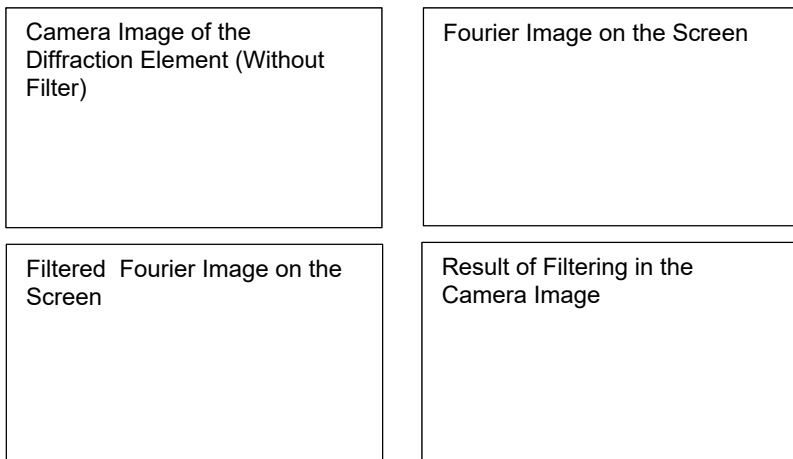 Camera Image of the
Diffraction Element (Without
Filter)
Fourier Image on the Screen
Filtered  Fourier Image on the
Screen
Result of Filtering in the
Camera Image